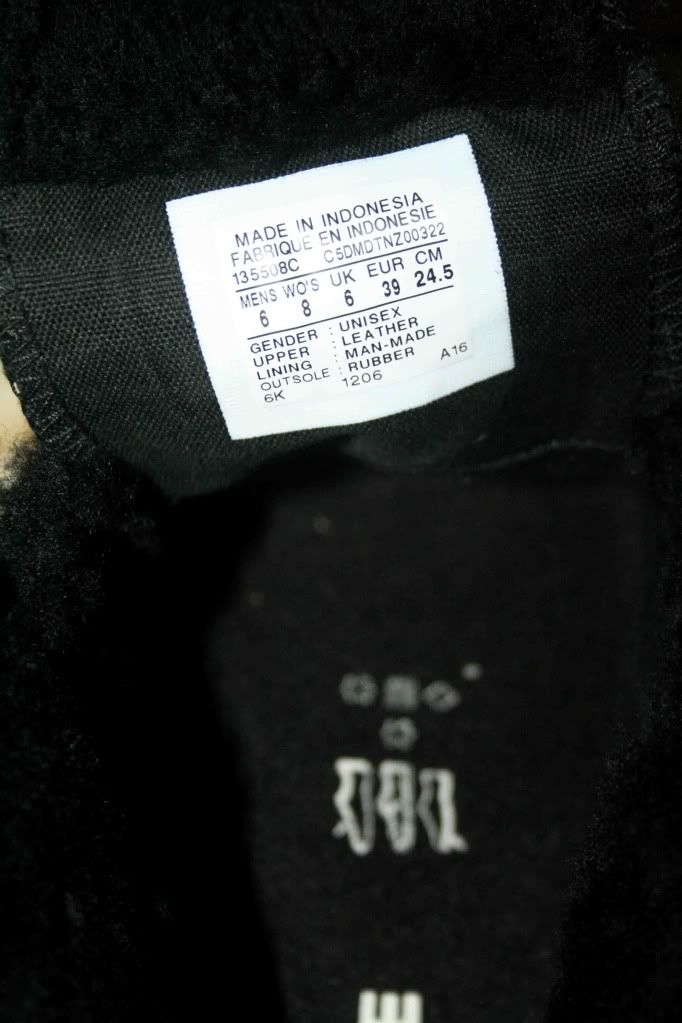 MADE IN INDONESIA
FABRIQUE EN INDONESIE
135508C C5DMDTNZ00322
MENS WO'S UK EUR CM
6 8 6 39 24.5
GENDER : UNISEX
UPPER : LEATHER
LINING : MAN-MADE
OUTSOLE : RUBBER
6K 1206 A16